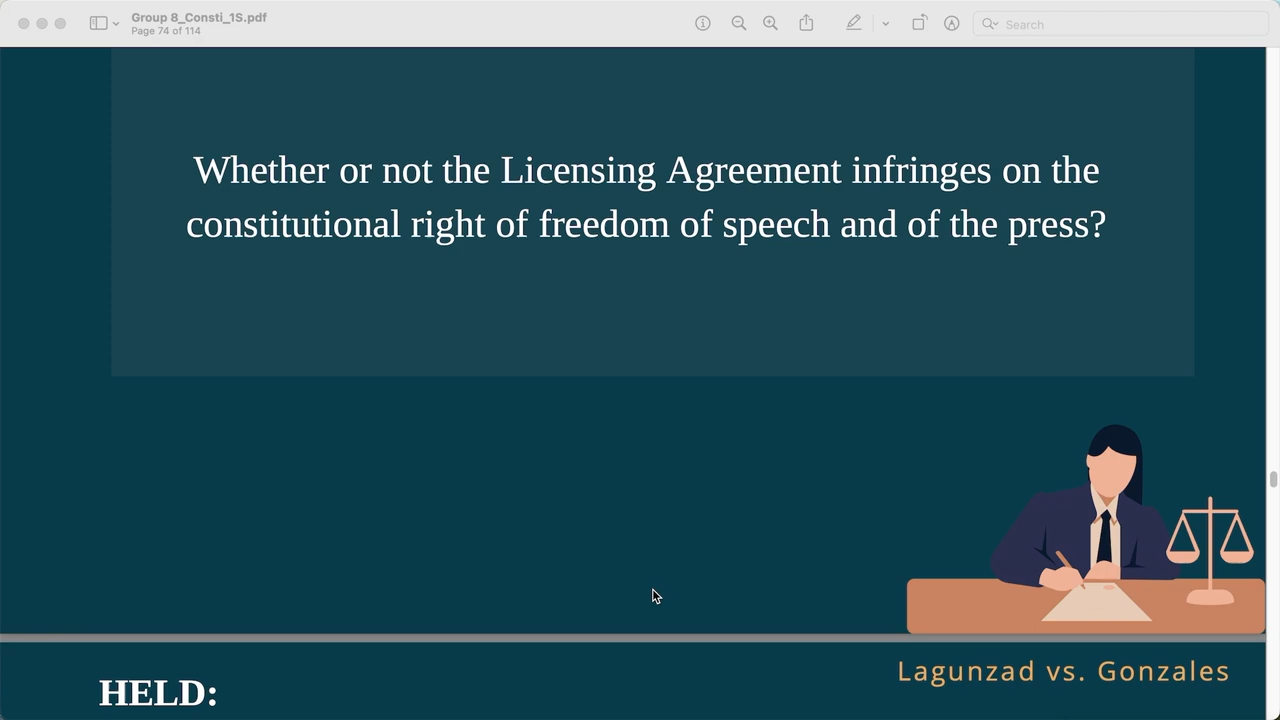 Group 8_Consti_1S.pdf
Page 74 of 114
Search
Whether or not the Licensing Agreement infringes on the
constitutional right of freedom of speech and of the press?
Lagunzad vs. Gonzales
HELD: